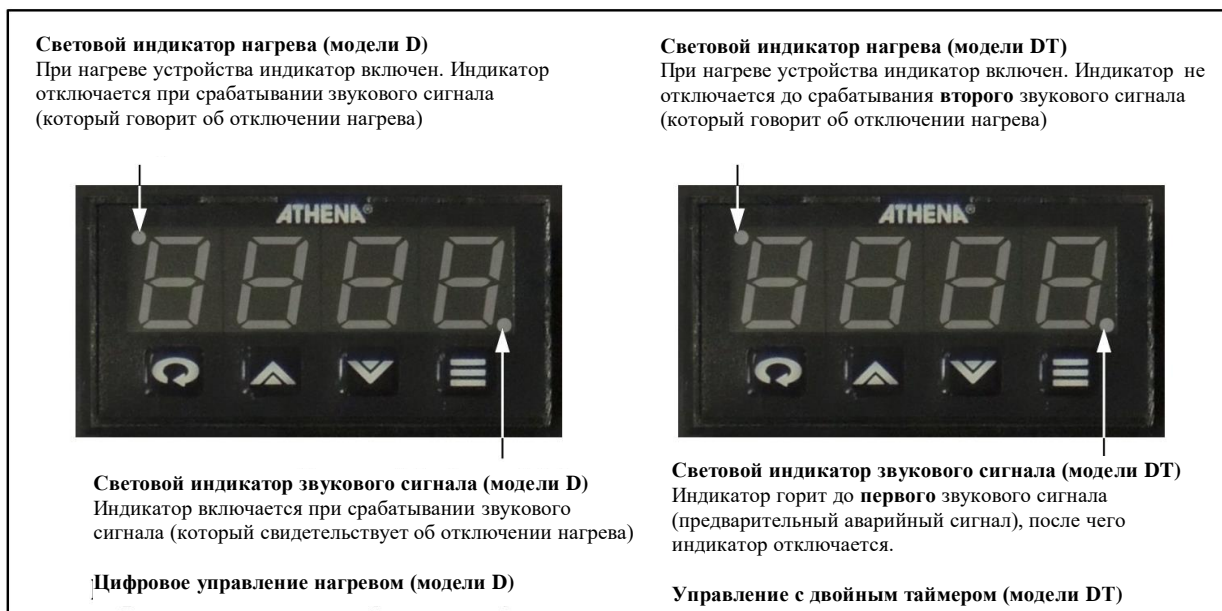 Световой индикатор нагрева (модели D)
При нагреве устройства индикатор включен. Индикатор
отключается при срабатывании звукового сигнала
(который говорит об отключении нагрева)
ATHENA®
8888
Световой индикатор звукового сигнала (модели D)
Индикатор включается при срабатывании звукового
сигнала (который свидетельствует об отключении нагрева)
Цифровое управление нагревом (модели D)
Световой индикатор нагрева (модели DT)
При нагреве устройства индикатор включен. Индикатор не
отключается до срабатывания второго звукового сигнала
(который говорит об отключении нагрева)
ATHENA®
8888
Световой индикатор звукового сигнала (модели DT)
Индикатор горит до первого звукового сигнала
(предварительный аварийный сигнал), после чего
индикатор отключается.
Управление с двойным таймером (модели DT)